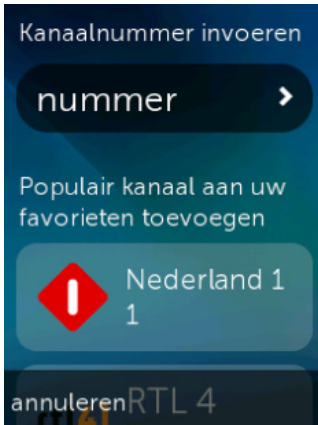 Kanaalnummer invoeren
nummer
Populair kanaal aan uw
favorieten toevoegen
Nederland 1
1
RTL 4
annuleren